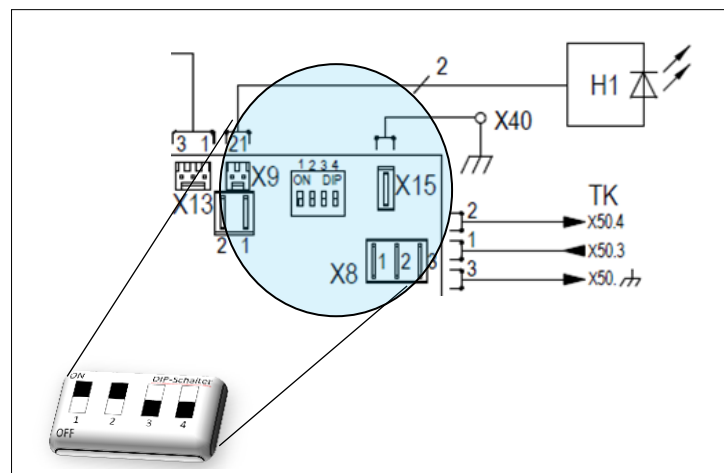 2
H1
X40
3 1
21
1 2 3 4
ON DIP
X9
X15
X13
TK
2
X50.4
1
X50.3
3
X50.
2 1
X8
1 2 3
ON
DIP-Schalter
1 2 3 4
OFF